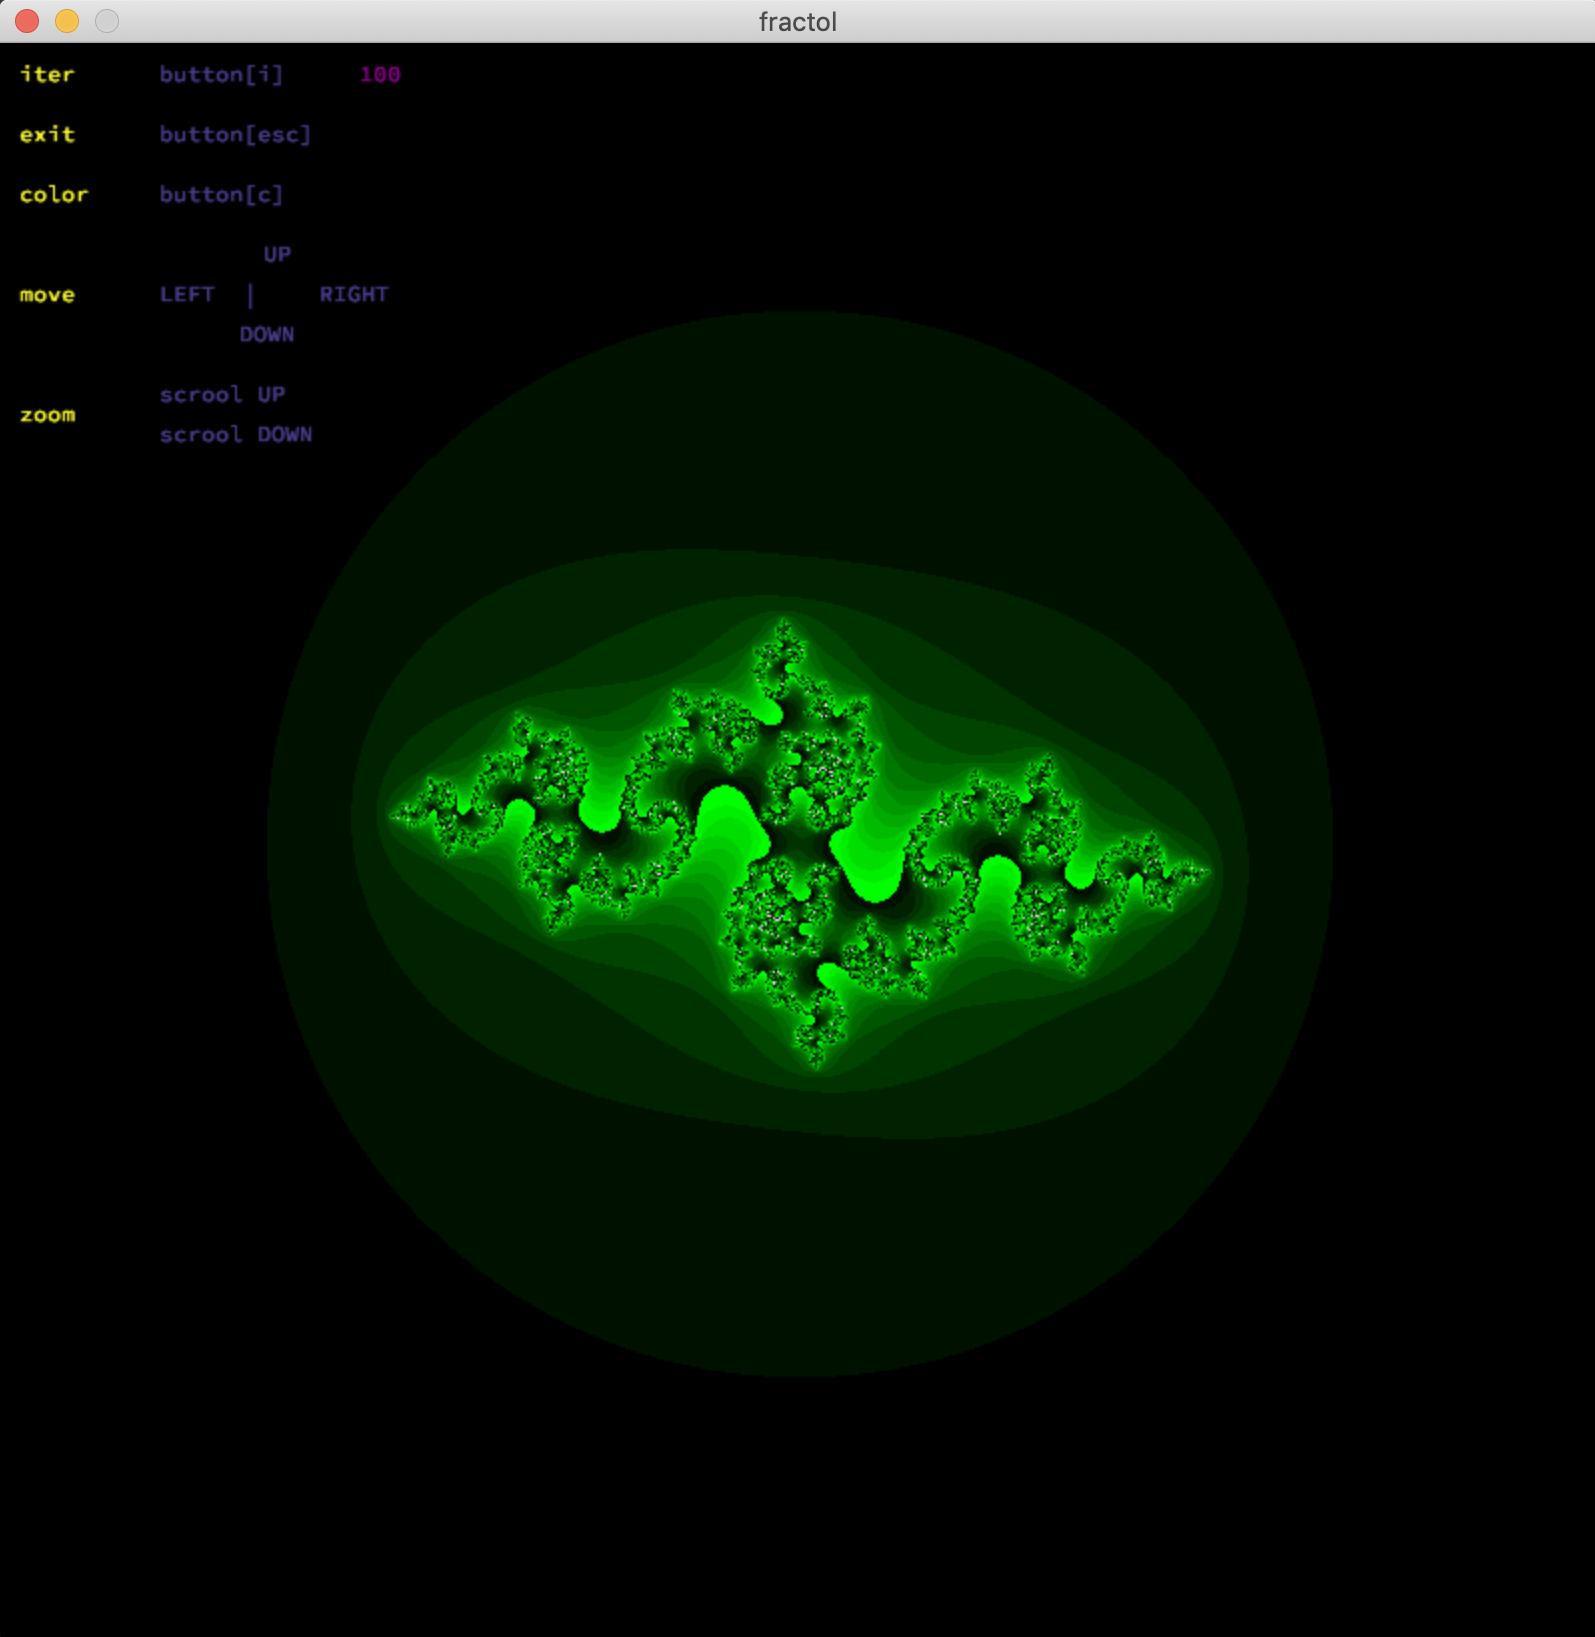 fractol
iter button[i] 100
exit button[esc]
color button[c]
UP
move LEFT | RIGHT
DOWN
scrool UP
zoom
scrool DOWN